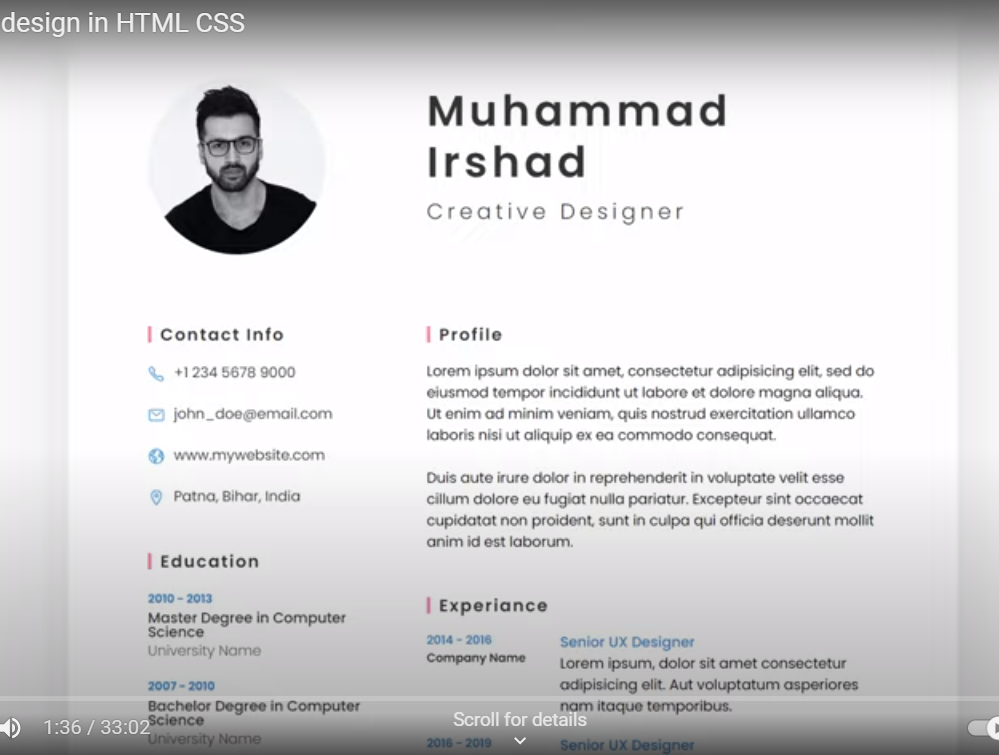 design in HTML CSS
Muhammad
Irshad
Creative Designer
Contact Info
+1 234 5678 9000
john_doe@email.com
www.mywebsite.com
Patna, Bihar, India
Education
2010 - 2013
Master Degree in Computer
Science
University Name
2007 - 2010
Bachelor Degree in Computer
Science
University Name
Profile
Lorem ipsum dolor sit amet, consectetur adipisicing elit, sed do
eiusmod tempor incididunt ut labore et dolore magna aliqua.
Ut enim ad minim veniam, quis nostrud exercitation ullamco
laboris nisi ut aliquip ex ea commodo consequat.
Duis aute irure dolor in reprehenderit in voluptate velit esse
cillum dolore eu fugiat nulla pariatur. Excepteur sint occaecat
cupidatat non proident, sunt in culpa qui officia deserunt mollit
anim id est laborum.
Experiance
2014 - 2016
Company Name
Senior UX Designer
Lorem ipsum, dolor sit amet consectetur
adipisicing elit. Aut voluptatum asperiores
nam itaque temporibus.
2016 - 2019
Senior UX Designer
1:36 / 33:02
Scroll for details